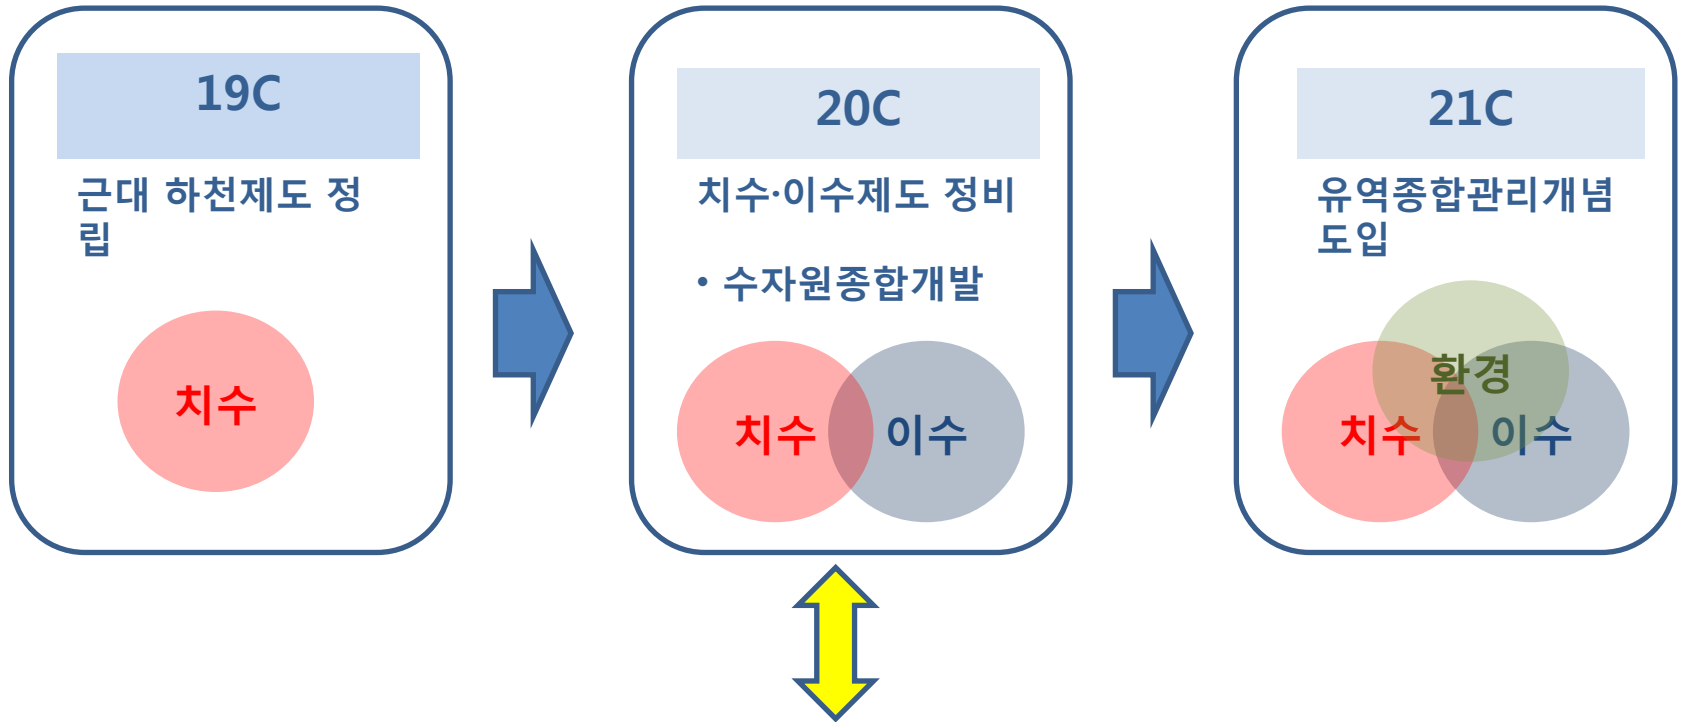 19C
근대 하천제도 정
립
치수
20C
치수·이수제도 정비
• 수자원종합개발
치수 이수
21C
유역종합관리개념
도입
환경
치수 이수